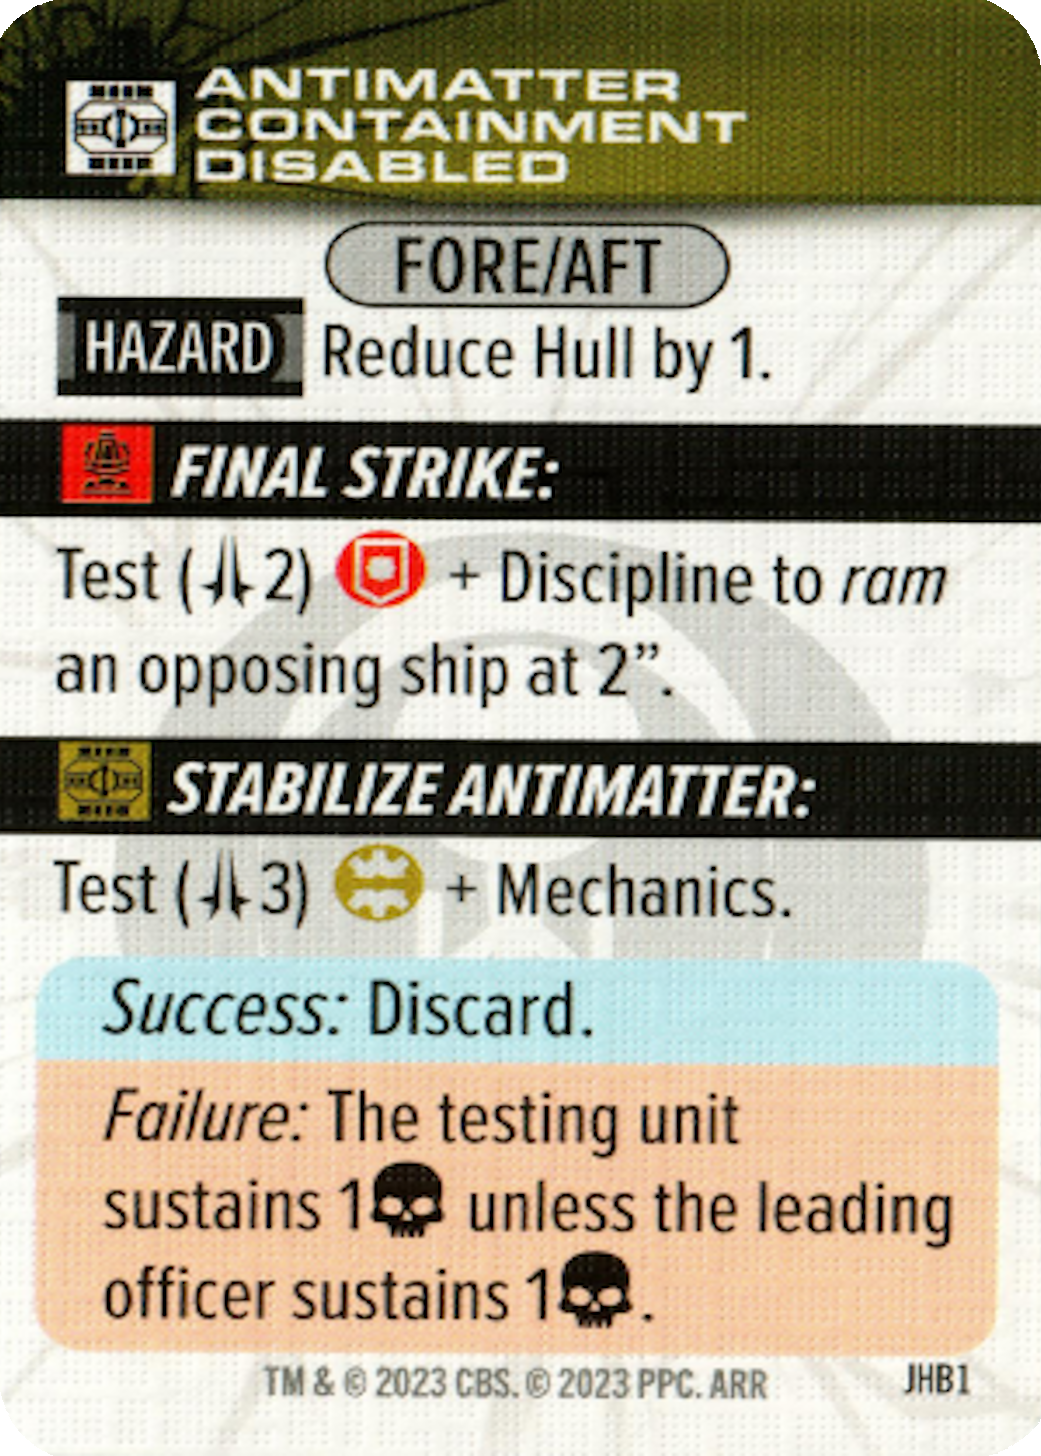 ANTIMATTER
CONTAINMENT
DISABLED
FORE/AFT
HAZARD Reduce Hull by 1.
FINAL STRIKE:
Test (2) + Discipline to ram
an opposing ship at 2”.
STABILIZE ANTIMATTER:
Test (3) + Mechanics.
Success: Discard.
Failure: The testing unit
sustains 1 unless the leading
officer sustains 1.
TM & © 2023 CBS. © 2023 PPC. ARR JHB1